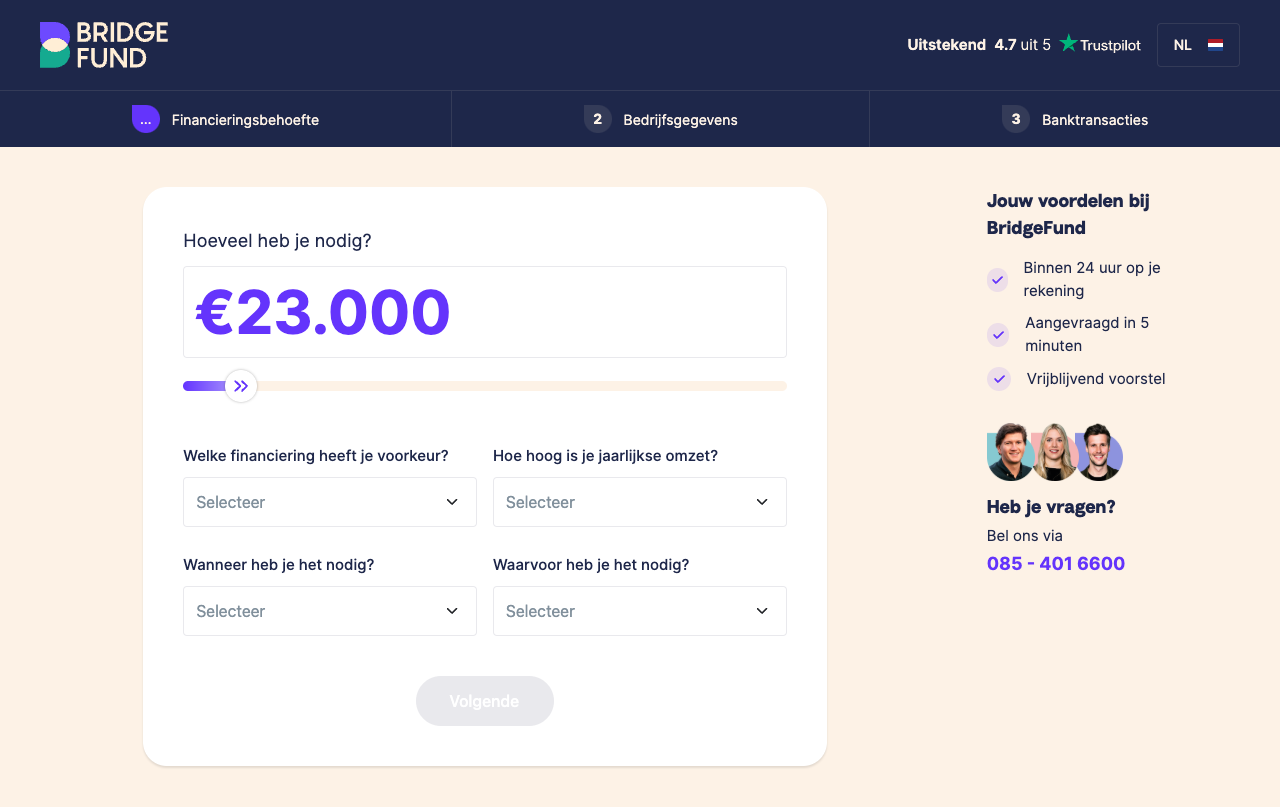 BRIDGE
FUND
Uitstekend 4.7 uit 5 Trustpilot
NL
... Financieringsbehoefte
2 Bedrijfsgegevens
3 Banktransacties
Hoeveel heb je nodig?
€23.000
Welke financiering heeft je voorkeur?
Selecteer
Hoe hoog is je jaarlijkse omzet?
Selecteer
Wanneer heb je het nodig?
Selecteer
Waarvoor heb je het nodig?
Selecteer
Volgende
Jouw voordelen bij
BridgeFund
Binnen 24 uur op je
rekening
Aangevraagd in 5
minuten
Vrijblijvend voorstel
Heb je vragen?
Bel ons via
085 - 401 6600